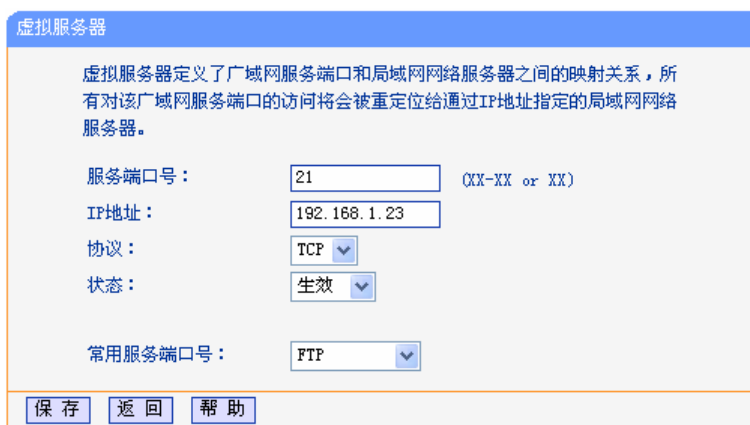 虚拟服务器
虚拟服务器定义了广域网服务端口和局域网网络服务器之间的映射关系，所
有对该广域网服务端口的访问将会被重定位给通过IP地址指定的局域网网络
服务器。
服务端口号： 21 (XX-XX or XX)
IP地址： 192.168.1.23
协议： TCP
状态： 生效
常用服务端口号： FTP
保 存 返 回 帮 助